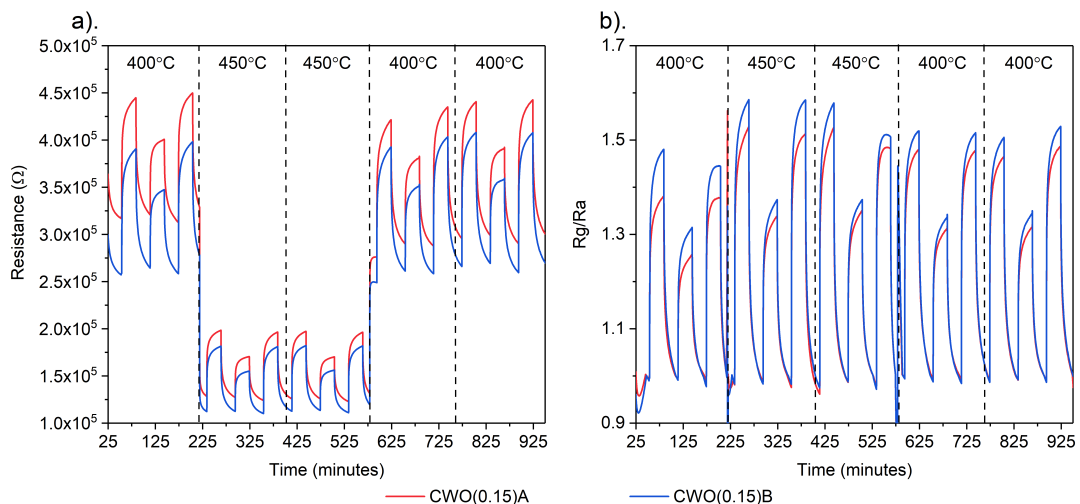 a).
400°C 450°C 450°C 400°C 400°C
5.0x10⁵
4.5x10⁵
4.0x10⁵
3.5x10⁵
3.0x10⁵
2.5x10⁵
2.0x10⁵
1.5x10⁵
1.0x10⁵
Resistance (Ω)
25 125 225 325 425 525 625 725 825 925
Time (minutes)
b).
400°C 450°C 450°C 400°C 400°C
1.7
1.5
1.3
1.1
0.9
Rg/Ra
25 125 225 325 425 525 625 725 825 925
Time (minutes)
CWO(0.15)A CWO(0.15)B